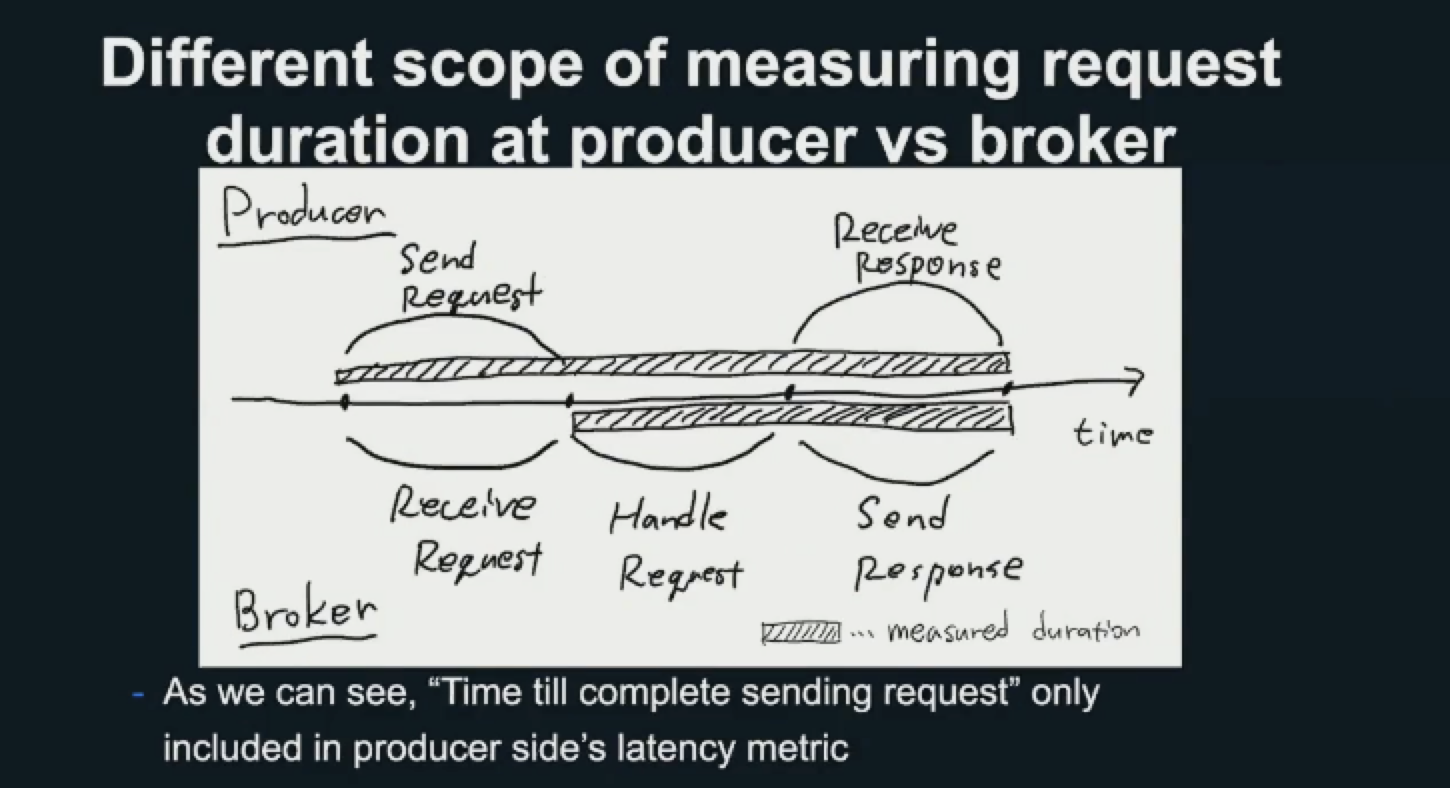 Different scope of measuring request
duration at producer vs broker
Producer
Send
Request
Receive
Response
time
Receive
Request
Handle
Request
Send
Response
Broker
... measured duration
- As we can see, “Time till complete sending request” only
included in producer side’s latency metric